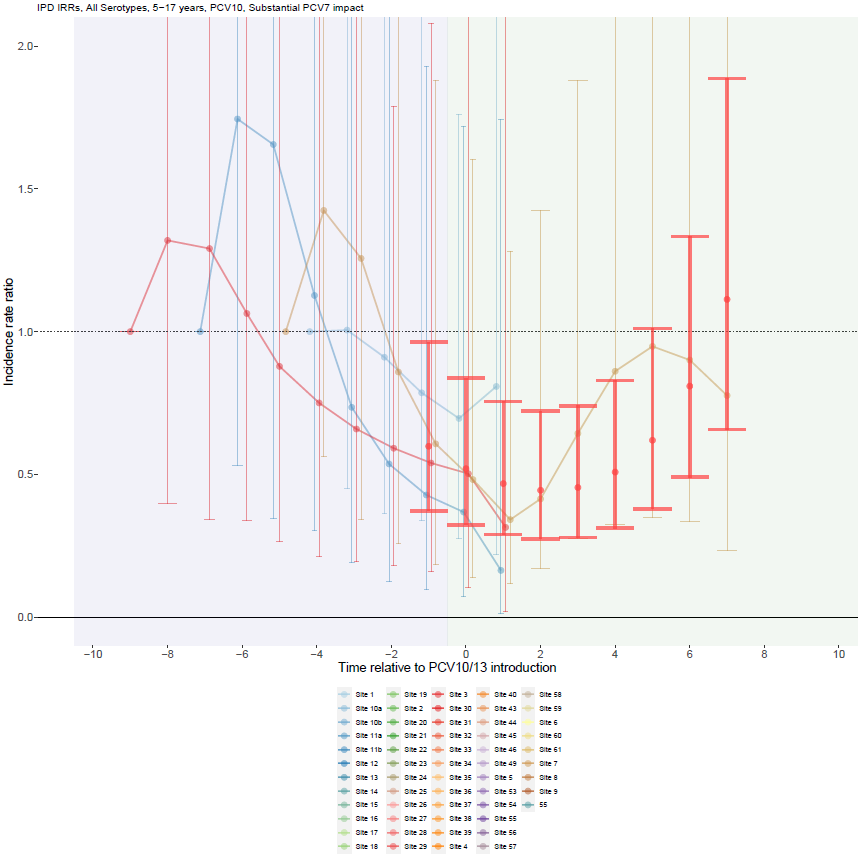 IPD IRRs, All Serotypes, 5−17 years, PCV10, Substantial PCV7 impact
Incidence rate ratio
2.0
1.5
1.0
0.5
0.0
−10 −8 −6 −4 −2 0 2 4 6 8 10
Time relative to PCV10/13 introduction
Site 1 Site 19 Site 3 Site 40 Site 58
Site 10a Site 2 Site 30 Site 43 Site 59
Site 10b Site 20 Site 31 Site 44 Site 6
Site 11a Site 21 Site 32 Site 45 Site 60
Site 11b Site 22 Site 33 Site 46 Site 61
Site 12 Site 23 Site 34 Site 49 Site 7
Site 13 Site 24 Site 35 Site 5 Site 8
Site 14 Site 25 Site 36 Site 53 Site 9
Site 15 Site 26 Site 37 Site 54 55
Site 16 Site 27 Site 38 Site 55
Site 17 Site 28 Site 39 Site 56
Site 18 Site 29 Site 4 Site 57